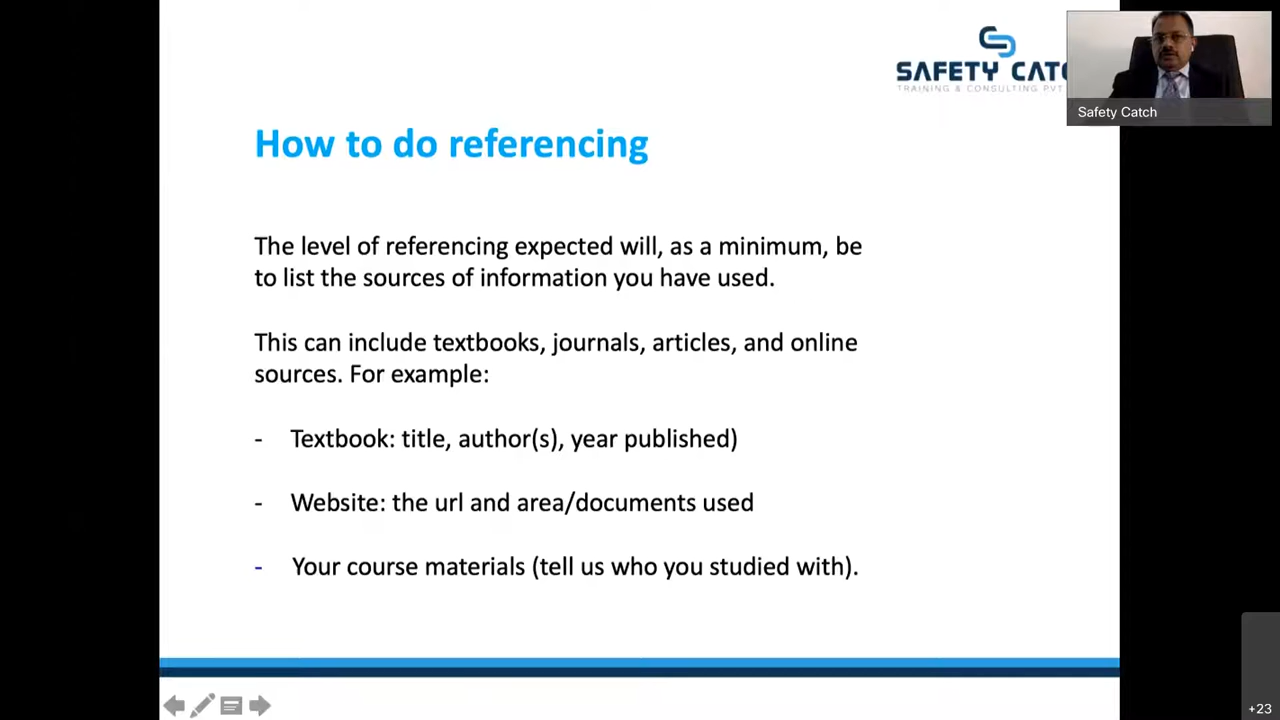 SAFETY CATC
TRAINING & CONSULTING PVT
Safety Catch
How to do referencing
The level of referencing expected will, as a minimum, be
to list the sources of information you have used.
This can include textbooks, journals, articles, and online
sources. For example:
- Textbook: title, author(s), year published)
- Website: the url and area/documents used
- Your course materials (tell us who you studied with).
+23